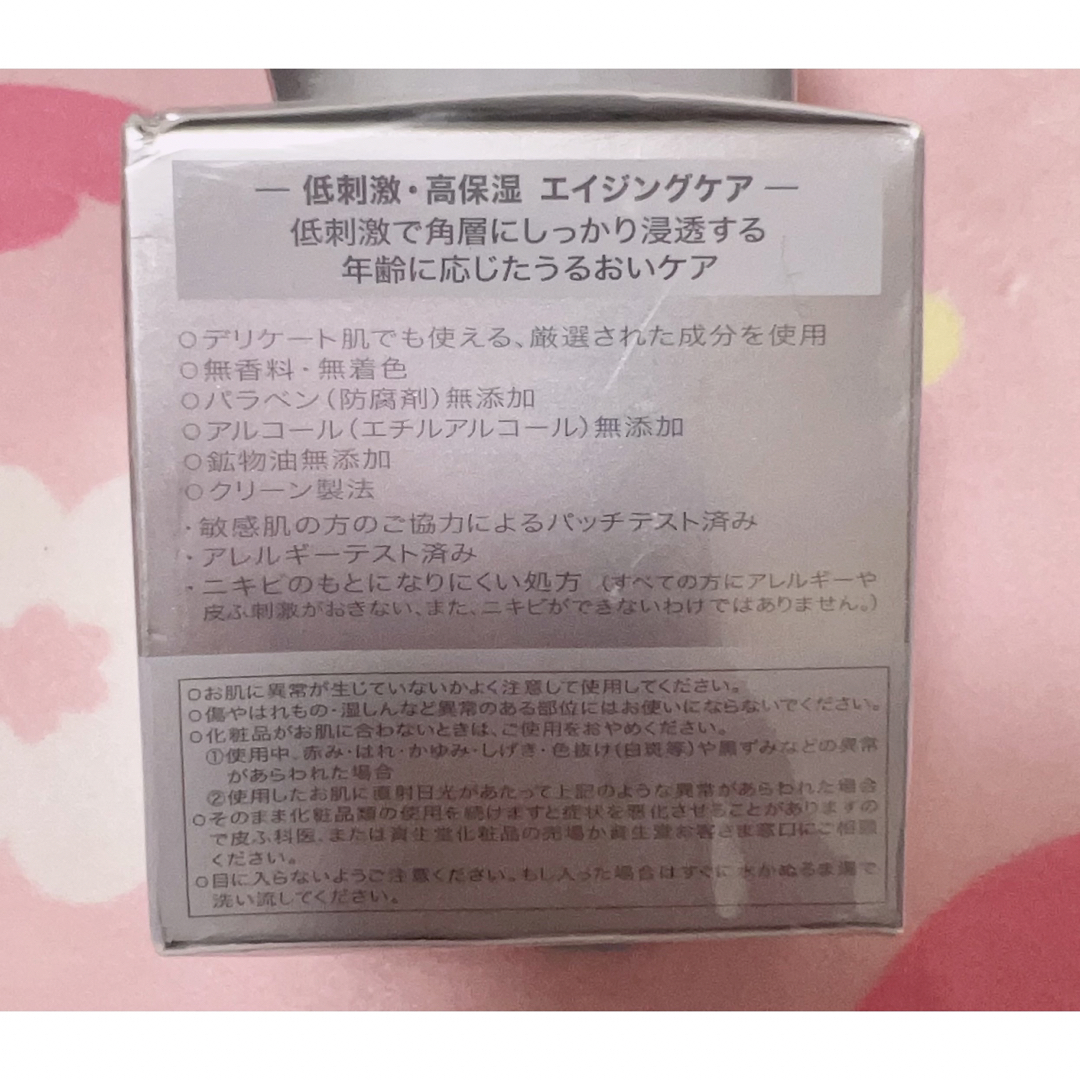 ― 低刺激・高保湿 エイジングケア ―
低刺激で角層にしっかり浸透する
年齢に応じたうるおいケア
○デリケート肌でも使える、厳選された成分を使用
○無香料・無着色
○パラベン(防腐剤)無添加
○アルコール(エチルアルコール)無添加
○鉱物油無添加
○クリーン製法
・敏感肌の方のご協力によるパッチテスト済み
・アレルギーテスト済み
・ニキビのもとになりにくい処方 (すべての方にアレルギーや
皮ふ刺激がおきない、また、ニキビができないわけではありません。)
○お肌に異常が生じていないかよく注意して使用してください。
○傷やはれもの・湿しんなど異常のある部位にはお使いにならないでください。
○化粧品がお肌に合わないときは、ご使用をおやめください。
①使用中、赤み・はれ・かゆみ・しげき・色抜け(白斑等)や黒ずみなどの異常
があらわれた場合
②使用したお肌に直射日光があたって上記のような異常があらわれた場合
○そのまま化粧品類の使用を続けますと症状を悪化させることがありますの
で皮ふ科医、または資生堂化粧品の売場か資生堂お客さま窓口にご相談
ください。
○目に入らないようご注意ください。もし入った場合はすぐに水かぬるま湯で
洗い流してください。